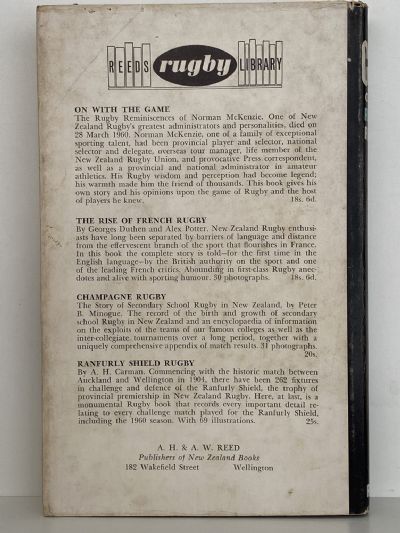 REEDS rugby LIBRARY
ON WITH THE GAME
The Rugby Reminiscences of Norman McKenzie. One of New
Zealand Rugby's greatest administrators and personalities, died on
28 March 1960. Norman McKenzie, one of a family of exceptional
sporting talent, had been provincial player and selector, national
selector and delegate, overseas tour manager, life member of the
New Zealand Rugby Union, and provocative Press correspondent,
as well as a provincial and national administrator in amateur
athletics. His Rugby wisdom and perception had become legend;
his warmth made him the friend of thousands. This book gives his
own story and his opinions upon the game of Rugby and the host
of players he knew. 18s. 6d.
THE RISE OF FRENCH RUGBY
By Georges Duthen and Alex Potter. New Zealand Rugby enthusi-
asts have long been separated by barriers of language and distance
from the effervescent branch of the sport that flourishes in France.
In this book the complete story is told—for the first time in the
English language—by the British authority on the sport and one
of the leading French critics. Abounding in first-class Rugby anec-
dotes and alive with sporting humour. 30 photographs. 18s. 6d.
CHAMPAGNE RUGBY
The Story of Secondary School Rugby in New Zealand, by Peter
B. Minogue. The record of the birth and growth of secondary
school Rugby in New Zealand and an encyclopaedia of information
on the exploits of the teams of our famous colleges as well as the
inter-collegiate tournaments over a long period, together with a
uniquely comprehensive appendix of match results. 31 photographs.
20s.
RANFURLY SHIELD RUGBY
By A. H. Carman. Commencing with the historic match between
Auckland and Wellington in 1904, there have been 262 fixtures
in challenge and defence of the Ranfurly Shield, the trophy of
provincial premiership in New Zealand Rugby. Here, at last, is a
monumental Rugby book that records every important detail re-
lating to every challenge match played for the Ranfurly Shield,
including the 1960 season. With 69 illustrations. 25s.
A. H. & A. W. REED
Publishers of New Zealand Books
182 Wakefield Street Wellington